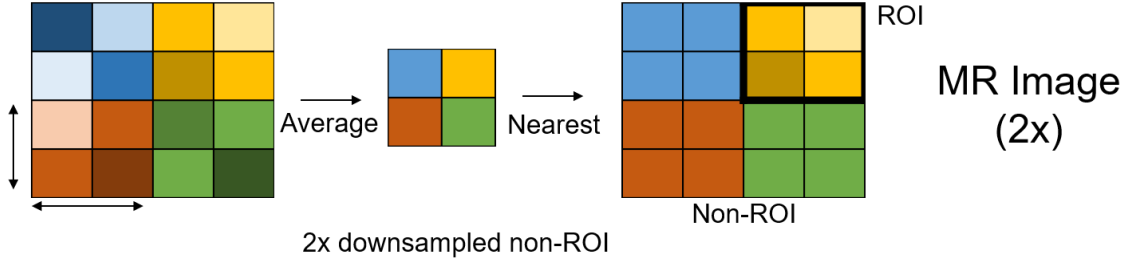 ROI
MR Image
(2x)
Average
Nearest
Non-ROI
2x downsampled non-ROI